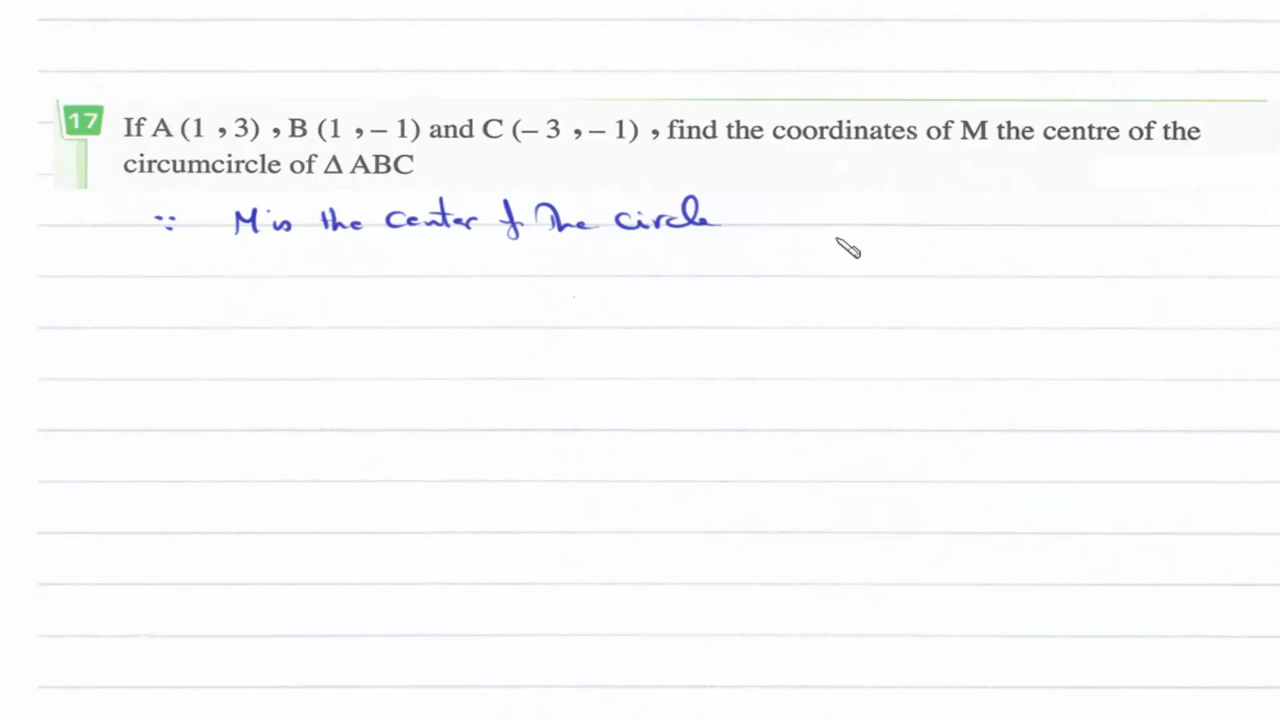 17 If A (1 , 3) , B (1 , – 1) and C (– 3 , – 1) , find the coordinates of M the centre of the
circumcircle of Δ ABC
∵ M is the center of The circle